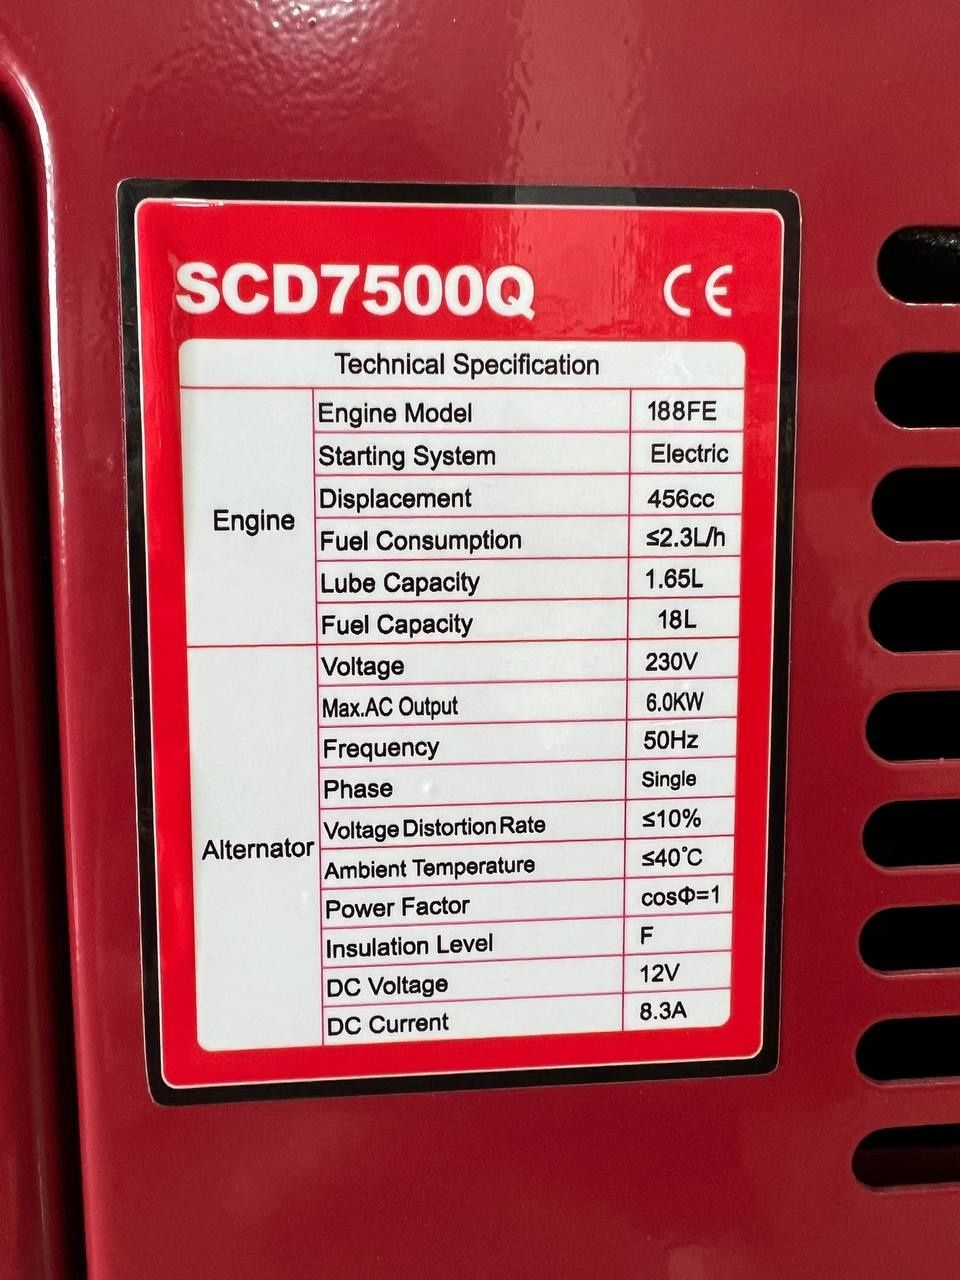 SCD7500Q CE
Technical Specification
Engine
Engine Model 188FE
Starting System Electric
Displacement 456cc
Fuel Consumption ≤2.3L/h
Lube Capacity 1.65L
Fuel Capacity 18L
Alternator
Voltage 230V
Max.AC Output 6.0KW
Frequency 50Hz
Phase Single
Voltage Distortion Rate ≤10%
Ambient Temperature ≤40°C
Power Factor cosΦ=1
Insulation Level F
DC Voltage 12V
DC Current 8.3A